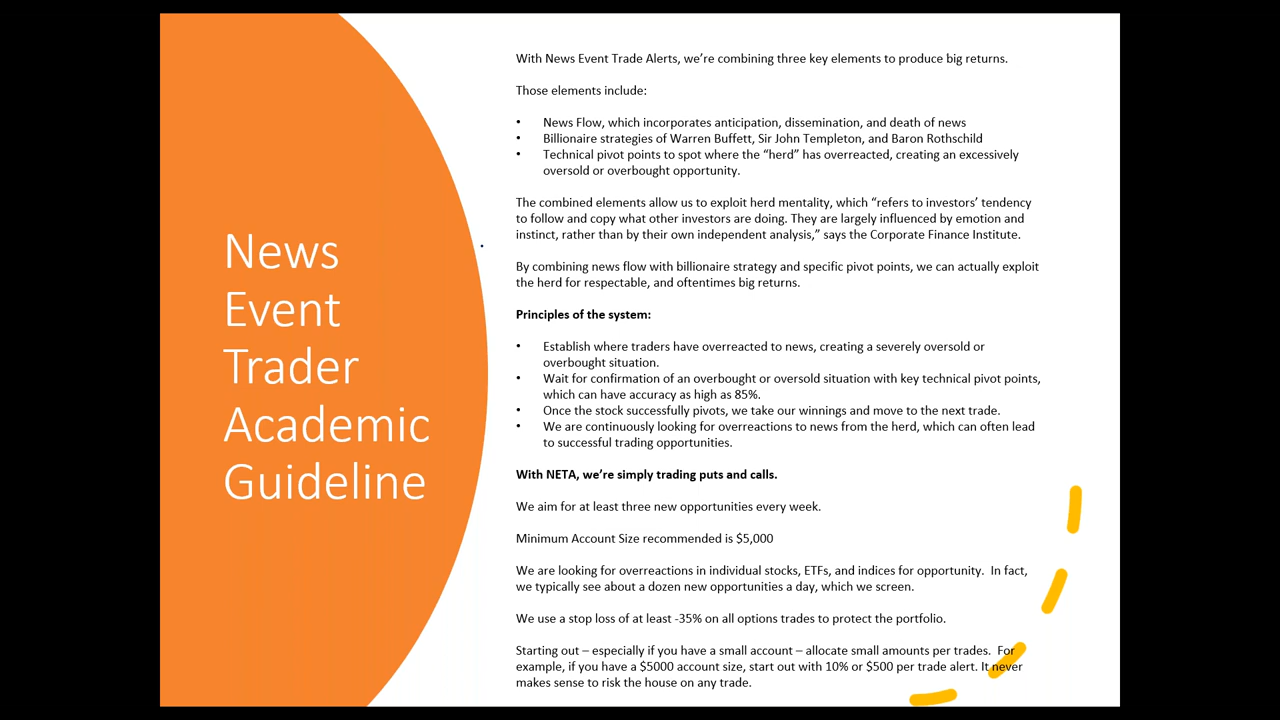 News
Event
Trader
Academic
Guideline
With News Event Trade Alerts, we’re combining three key elements to produce big returns.
Those elements include:
• News Flow, which incorporates anticipation, dissemination, and death of news
• Billionaire strategies of Warren Buffett, Sir John Templeton, and Baron Rothschild
• Technical pivot points to spot where the “herd” has overreacted, creating an excessively
oversold or overbought opportunity.
The combined elements allow us to exploit herd mentality, which “refers to investors’ tendency
to follow and copy what other investors are doing. They are largely influenced by emotion and
instinct, rather than by their own independent analysis,” says the Corporate Finance Institute.
By combining news flow with billionaire strategy and specific pivot points, we can actually exploit
the herd for respectable, and oftentimes big returns.
Principles of the system:
• Establish where traders have overreacted to news, creating a severely oversold or
overbought situation.
• Wait for confirmation of an overbought or oversold situation with key technical pivot points,
which can have accuracy as high as 85%.
• Once the stock successfully pivots, we take our winnings and move to the next trade.
• We are continuously looking for overreactions to news from the herd, which can often lead
to successful trading opportunities.
With NETA, we’re simply trading puts and calls.
We aim for at least three new opportunities every week.
Minimum Account Size recommended is $5,000
We are looking for overreactions in individual stocks, ETFs, and indices for opportunity.  In fact,
we typically see about a dozen new opportunities a day, which we screen.
We use a stop loss of at least -35% on all options trades to protect the portfolio.
Starting out – especially if you have a small account – allocate small amounts per trades.  For
example, if you have a $5000 account size, start out with 10% or $500 per trade alert. It never
makes sense to risk the house on any trade.